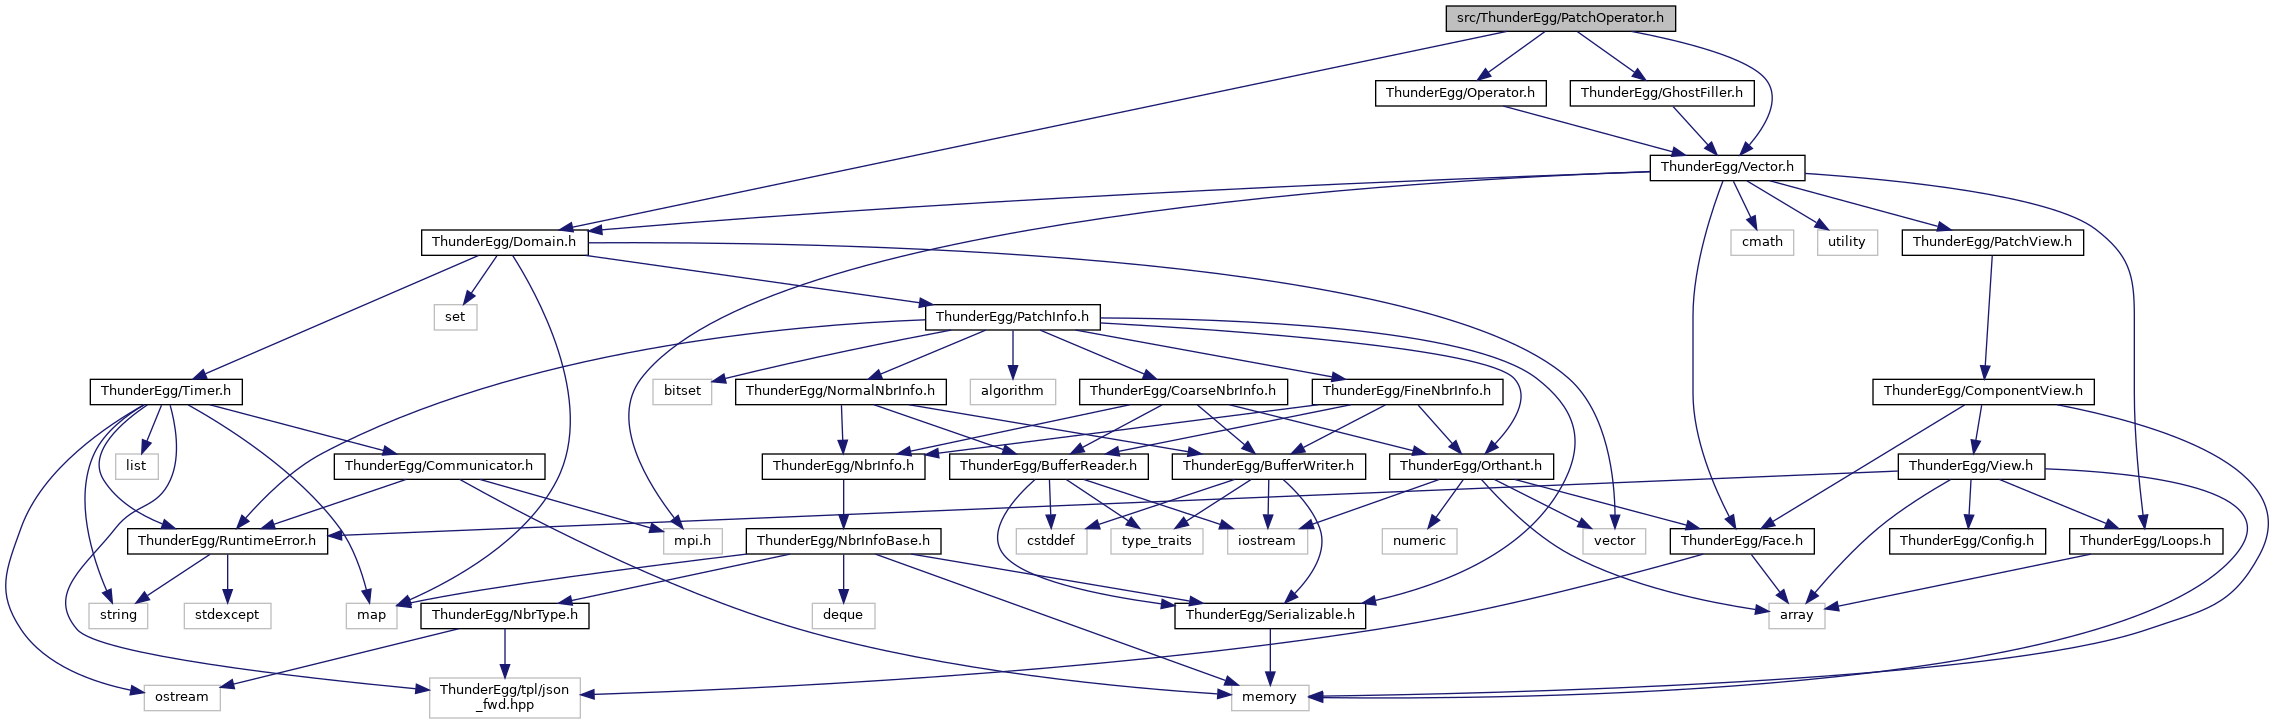 src/ThunderEgg/PatchOperator.h
ThunderEgg/Operator.h
ThunderEgg/GhostFiller.h
ThunderEgg/Vector.h
ThunderEgg/Domain.h
cmath
utility
ThunderEgg/PatchView.h
set
ThunderEgg/PatchInfo.h
ThunderEgg/Timer.h
bitset
ThunderEgg/NormalNbrInfo.h
algorithm
ThunderEgg/CoarseNbrInfo.h
ThunderEgg/FineNbrInfo.h
ThunderEgg/ComponentView.h
list
ThunderEgg/Communicator.h
ThunderEgg/NbrInfo.h
ThunderEgg/BufferReader.h
ThunderEgg/BufferWriter.h
ThunderEgg/Orthant.h
ThunderEgg/View.h
ThunderEgg/RuntimeError.h
mpi.h
ThunderEgg/NbrInfoBase.h
cstddef
type_traits
iostream
numeric
vector
ThunderEgg/Face.h
ThunderEgg/Config.h
ThunderEgg/Loops.h
string
stdexcept
map
ThunderEgg/NbrType.h
deque
ThunderEgg/Serializable.h
array
ostream
ThunderEgg/tpl/json
_fwd.hpp
memory